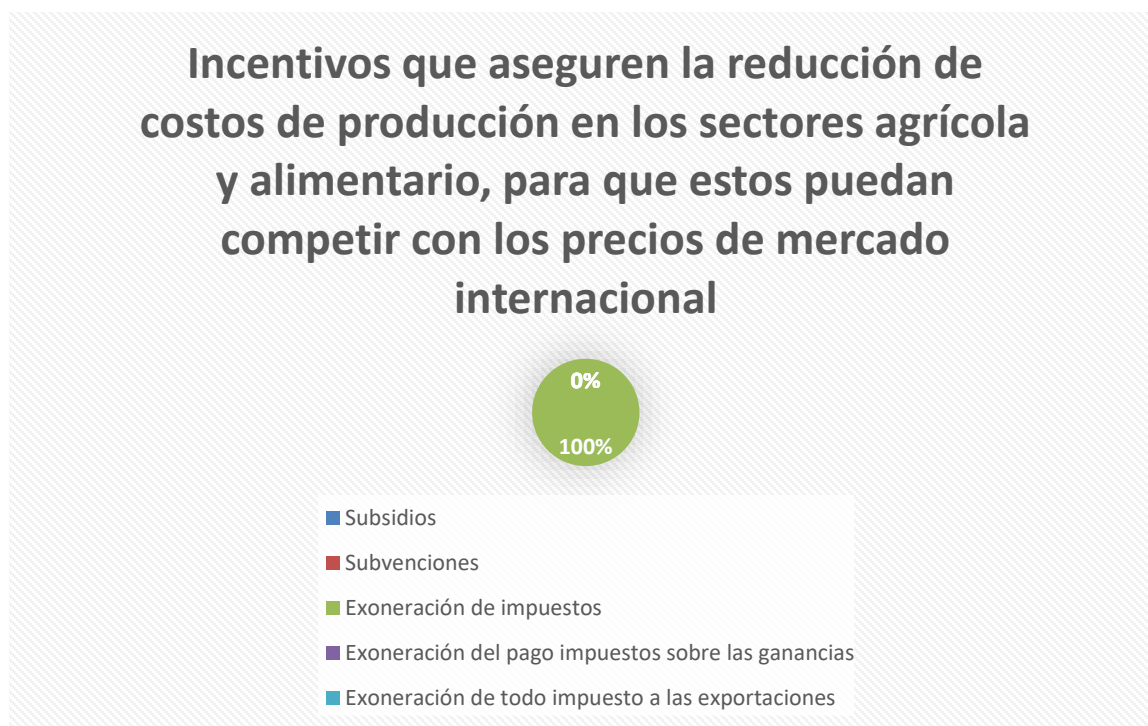 Incentivos que aseguren la reducción de
costos de producción en los sectores agrícola
y alimentario, para que estos puedan
competir con los precios de mercado
internacional
0%
100%
Subsidios
Subvenciones
Exoneración de impuestos
Exoneración del pago impuestos sobre las ganancias
Exoneración de todo impuesto a las exportaciones